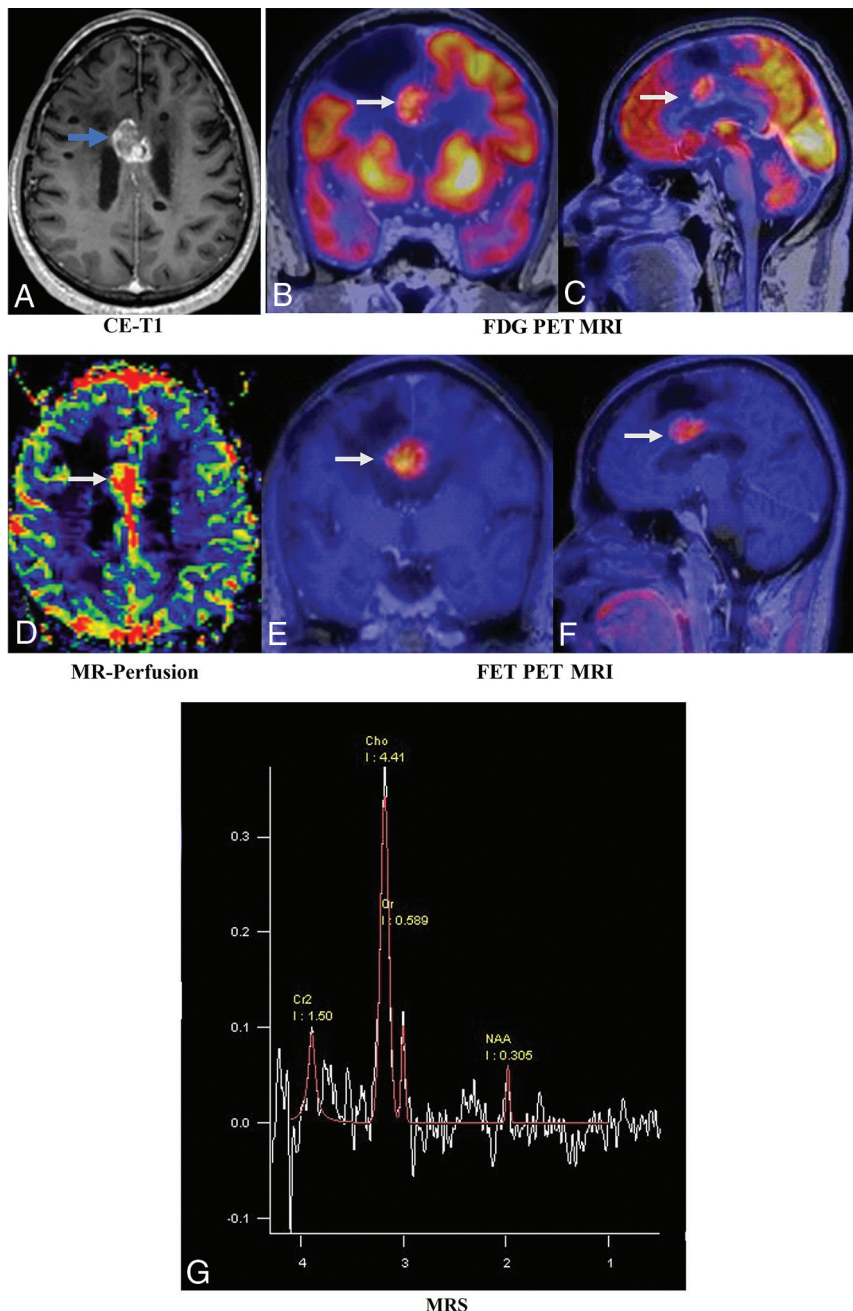 A
B
C
CE-T1
FDG PET MRI
D
E
F
MR-Perfusion
FET PET MRI
Cho
I : 4.41
0.3
Cr
I : 0.589
0.2
Cr2
I : 1.50
0.1
NAA
I : 0.305
0.0
-0.1
4 3 2 1
G
MRS